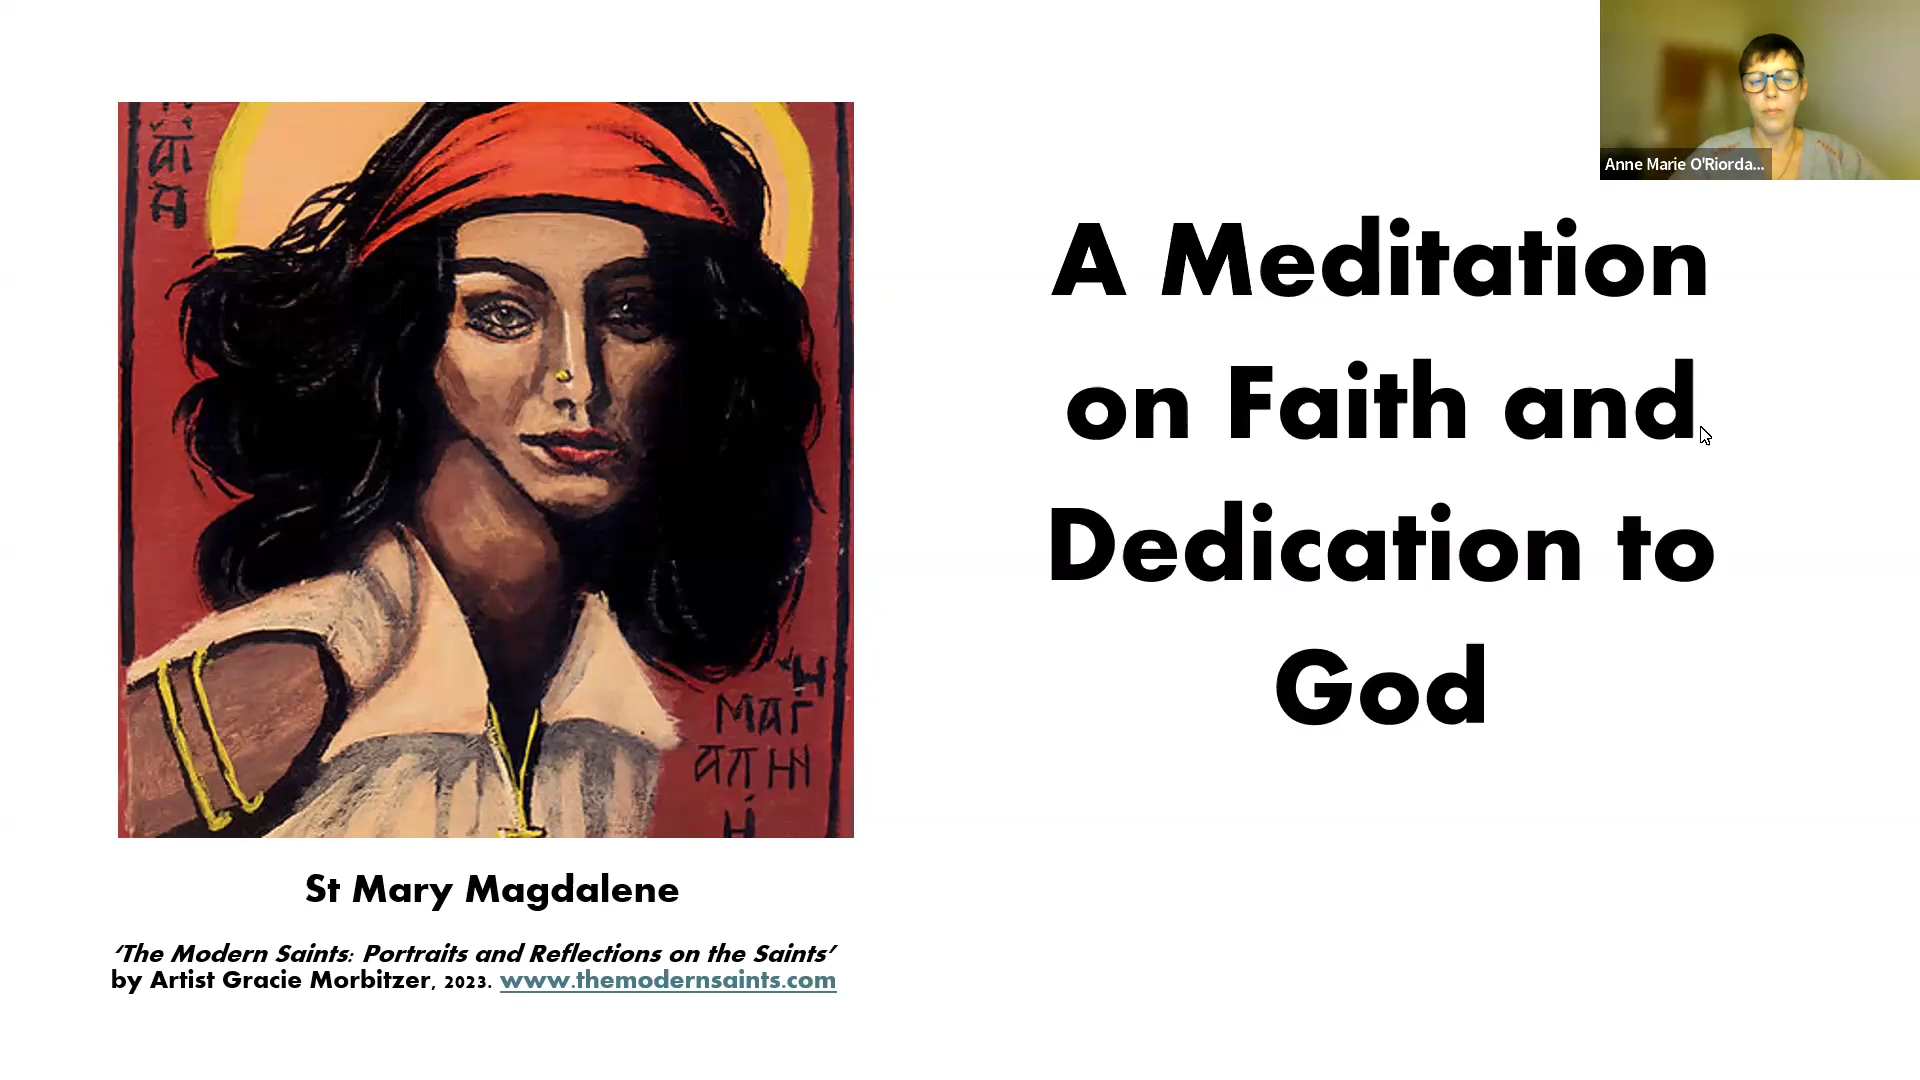 Anne Marie O'Riorda...
A Meditation
on Faith and
Dedication to
God
ΜΑΓ
St Mary Magdalene
‘The Modern Saints: Portraits and Reflections on the Saints’
by Artist Gracie Morbitzer, 2023. www.themodernsaints.com